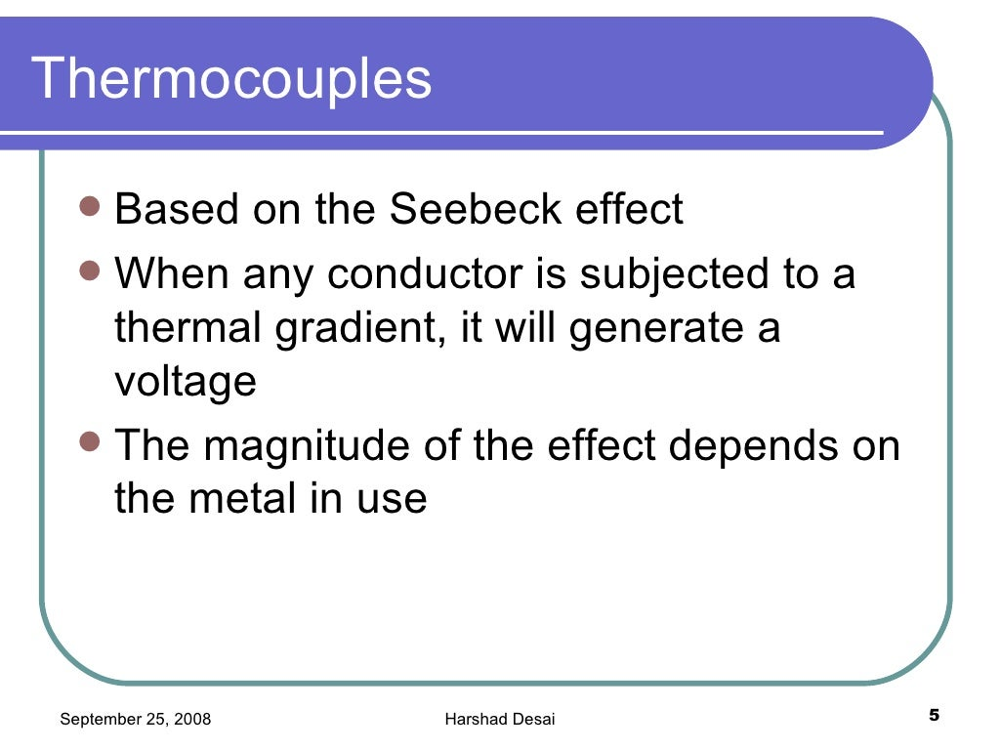 Thermocouples
Based on the Seebeck effect
When any conductor is subjected to a
thermal gradient, it will generate a
voltage
The magnitude of the effect depends on
the metal in use
September 25, 2008
Harshad Desai
5